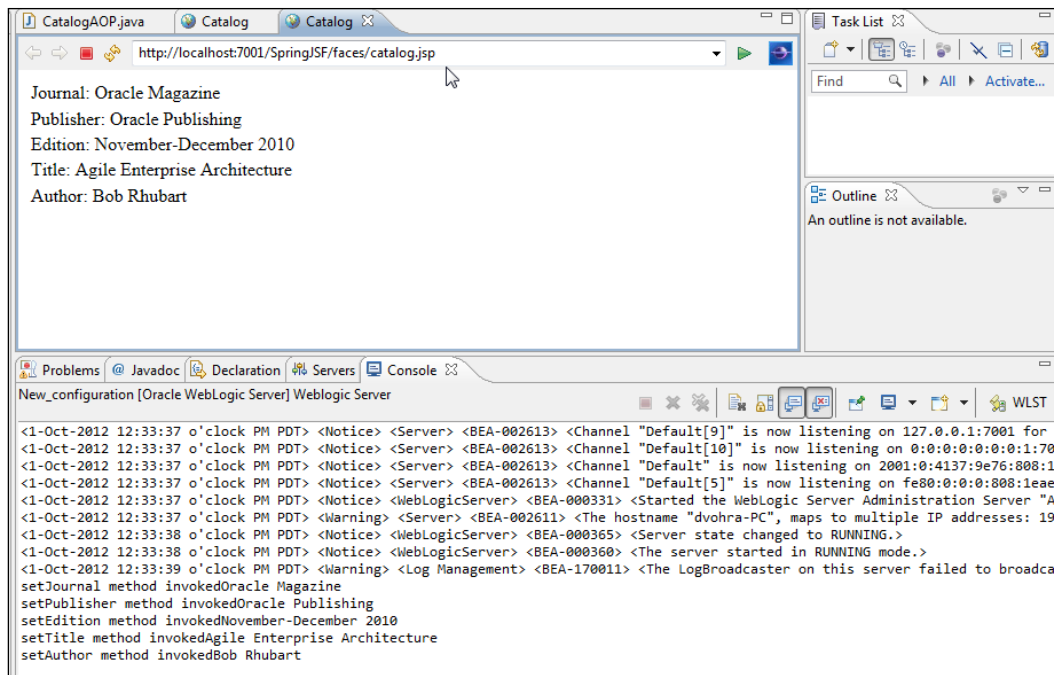 CatalogAOP.java Catalog Catalog
http://localhost:7001/SpringJSF/faces/catalog.jsp
Journal: Oracle Magazine
Publisher: Oracle Publishing
Edition: November-December 2010
Title: Agile Enterprise Architecture
Author: Bob Rhubart
Task List
Find All Activate...
Outline
An outline is not available.
Problems @ Javadoc Declaration Servers Console
New_configuration [Oracle WebLogic Server] Weblogic Server WLST
<1-Oct-2012 12:33:37 o'clock PM PDT> <Notice> <Server> <BEA-002613> <Channel "Default[9]" is now listening on 127.0.0.1:7001 for
<1-Oct-2012 12:33:37 o'clock PM PDT> <Notice> <Server> <BEA-002613> <Channel "Default[10]" is now listening on 0:0:0:0:0:0:0:1:70
<1-Oct-2012 12:33:37 o'clock PM PDT> <Notice> <Server> <BEA-002613> <Channel "Default" is now listening on 2001:0:4137:9e76:808:1
<1-Oct-2012 12:33:37 o'clock PM PDT> <Notice> <Server> <BEA-002613> <Channel "Default[5]" is now listening on fe80:0:0:0:808:1eae
<1-Oct-2012 12:33:37 o'clock PM PDT> <Notice> <WebLogicServer> <BEA-000331> <Started the WebLogic Server Administration Server "A
<1-Oct-2012 12:33:37 o'clock PM PDT> <Warning> <Server> <BEA-002611> <The hostname "dvohra-PC", maps to multiple IP addresses: 19
<1-Oct-2012 12:33:38 o'clock PM PDT> <Notice> <WebLogicServer> <BEA-000365> <Server state changed to RUNNING.>
<1-Oct-2012 12:33:38 o'clock PM PDT> <Notice> <WebLogicServer> <BEA-000360> <The server started in RUNNING mode.>
<1-Oct-2012 12:33:39 o'clock PM PDT> <Warning> <Log Management> <BEA-170011> <The LogBroadcaster on this server failed to broadca
setJournal method invokedOracle Magazine
setPublisher method invokedOracle Publishing
setEdition method invokedNovember-December 2010
setTitle method invokedAgile Enterprise Architecture
setAuthor method invokedBob Rhubart